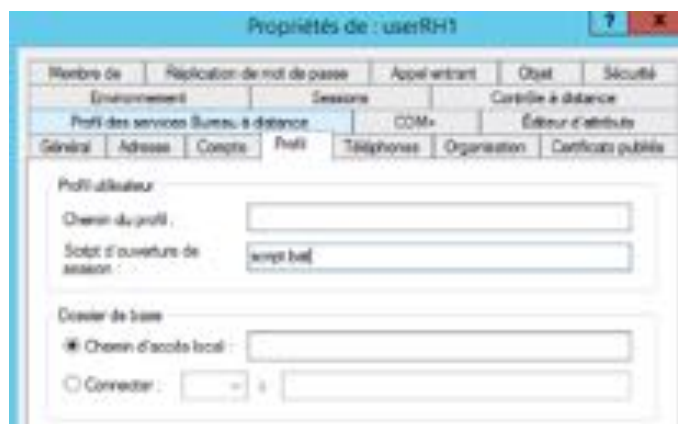 Propriétés de : userRH1
? x
Membre de Réplication de mot de passe Appel entrant Objet Sécurité
Environnement Sessions Contrôle à distance
Profil des services Bureau à distance COM+ Éditeur d'attributs
Général Adresse Compte Profil Téléphones Organisation Certificats publiés
Profil utilisateur
Chemin du profil :
Script d'ouverture de session :
script.bat
Dossier de base
Chemin d'accès local :
Connecter : à